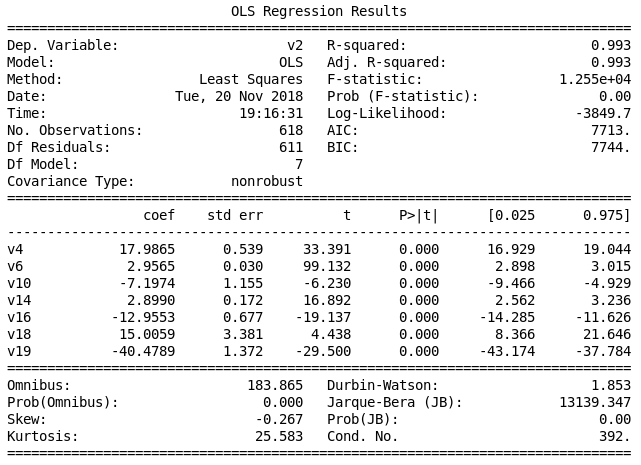 OLS Regression Results
==============================================================================
Dep. Variable: v2 R-squared: 0.993
Model: OLS Adj. R-squared: 0.993
Method: Least Squares F-statistic: 1.255e+04
Date: Tue, 20 Nov 2018 Prob (F-statistic): 0.00
Time: 19:16:31 Log-Likelihood: -3849.7
No. Observations: 618 AIC: 7713.
Df Residuals: 611 BIC: 7744.
Df Model: 7
Covariance Type: nonrobust
==============================================================================
coef std err t P>|t| [0.025 0.975]
------------------------------------------------------------------------------
v4 17.9865 0.539 33.391 0.000 16.929 19.044
v6 2.9565 0.030 99.132 0.000 2.898 3.015
v10 -7.1974 1.155 -6.230 0.000 -9.466 -4.929
v14 2.8990 0.172 16.892 0.000 2.562 3.236
v16 -12.9553 0.677 -19.137 0.000 -14.285 -11.626
v18 15.0059 3.381 4.438 0.000 8.366 21.646
v19 -40.4789 1.372 -29.500 0.000 -43.174 -37.784
==============================================================================
Omnibus: 183.865 Durbin-Watson: 1.853
Prob(Omnibus): 0.000 Jarque-Bera (JB): 13139.347
Skew: -0.267 Prob(JB): 0.00
Kurtosis: 25.583 Cond. No. 392.
==============================================================================